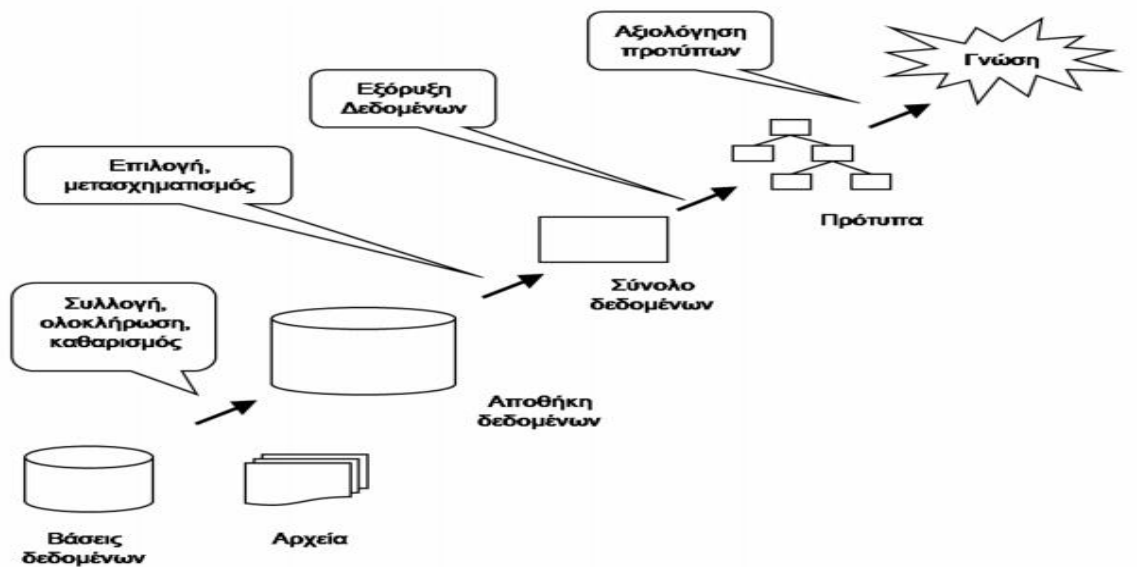 Αξιολόγηση
προτύπων
Γνώση
Εξόρυξη
Δεδομένων
Επιλογή,
μετασχηματισμός
Πρότυπα
Σύνολο
δεδομένων
Συλλογή,
ολοκλήρωση,
καθαρισμός
Αποθήκη
δεδομένων
Βάσεις
δεδομένων
Αρχεία